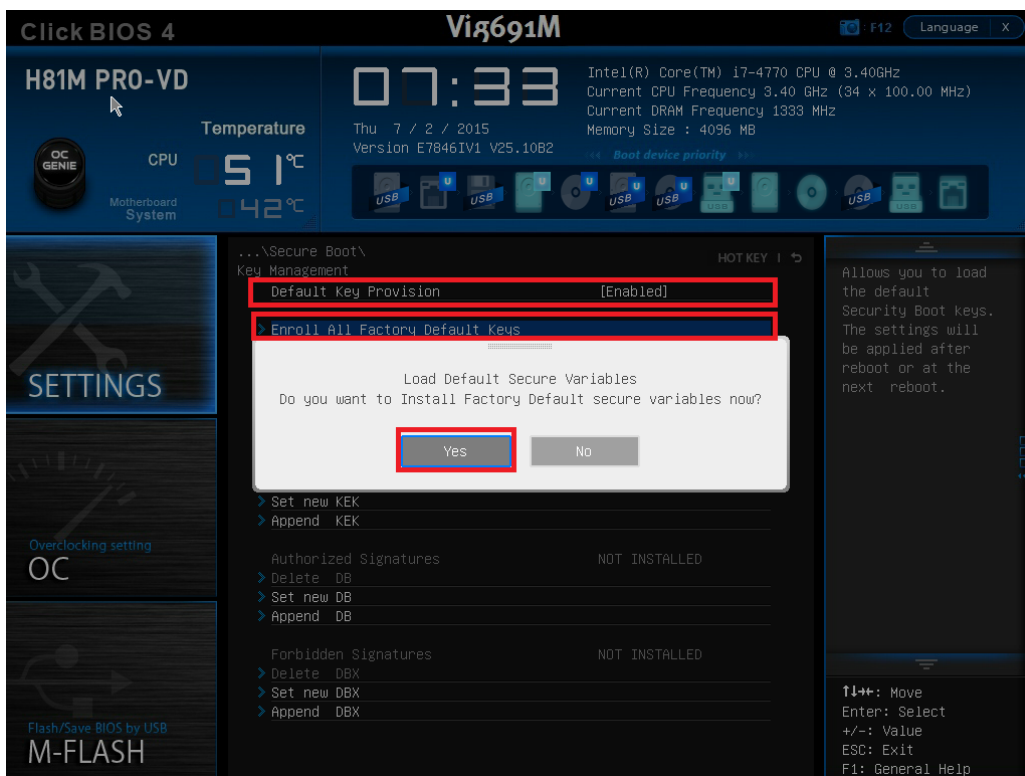 Click BIOS 4
Vig691M
: F12
Language
X
H81M PRO-VD
07:33
Intel(R) Core(TM) i7-4770 CPU @ 3.40GHz
Current CPU Frequency 3.40 GHz (34 x 100.00 MHz)
Current DRAM Frequency 1333 MHz
Memory Size : 4096 MB
Thu 7 / 2 / 2015
Version E7846IV1 V25.10B2
<<< Boot device priority >>>
Temperature
OC
GENIE
CPU
51°C
Motherboard
System
42°C
USB
U
USB
U
U
USB
U
USB
U
USB
USB
USB
...\Secure Boot\
Key Management
HOT KEY
Default Key Provision [Enabled]
> Enroll All Factory Default Keys
Load Default Secure Variables
Do you want to Install Factory Default secure variables now?
Yes
No
> Set new KEK
> Append KEK
Authorized Signatures NOT INSTALLED
> Delete DB
> Set new DB
> Append DB
Forbidden Signatures NOT INSTALLED
> Delete DBX
> Set new DBX
> Append DBX
SETTINGS
Overclocking setting
OC
Flash/Save BIOS by USB
M-FLASH
Allows you to load
the default
Security Boot keys.
The settings will
be applied after
reboot or at the
next reboot.
↑↓→←: Move
Enter: Select
+/-: Value
ESC: Exit
F1: General Help